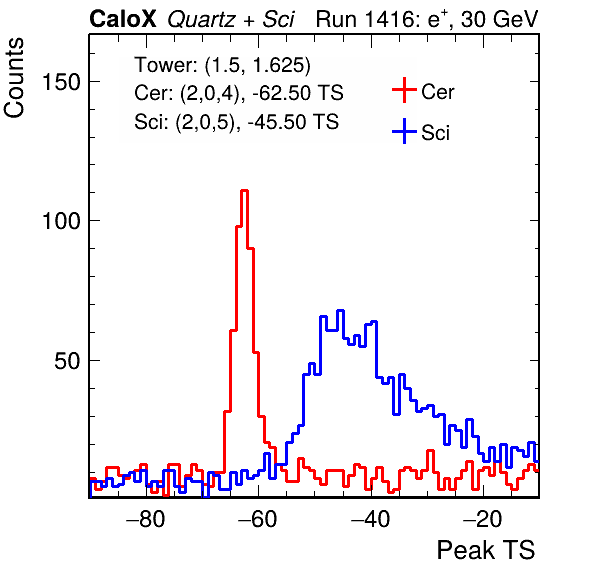 CaloX Quartz + Sci Run 1416: e+, 30 GeV
Counts
Tower: (1.5, 1.625)
Cer: (2,0,4), -62.50 TS
Sci: (2,0,5), -45.50 TS
Cer
Sci
150
100
50
−80 −60 −40 −20
Peak TS